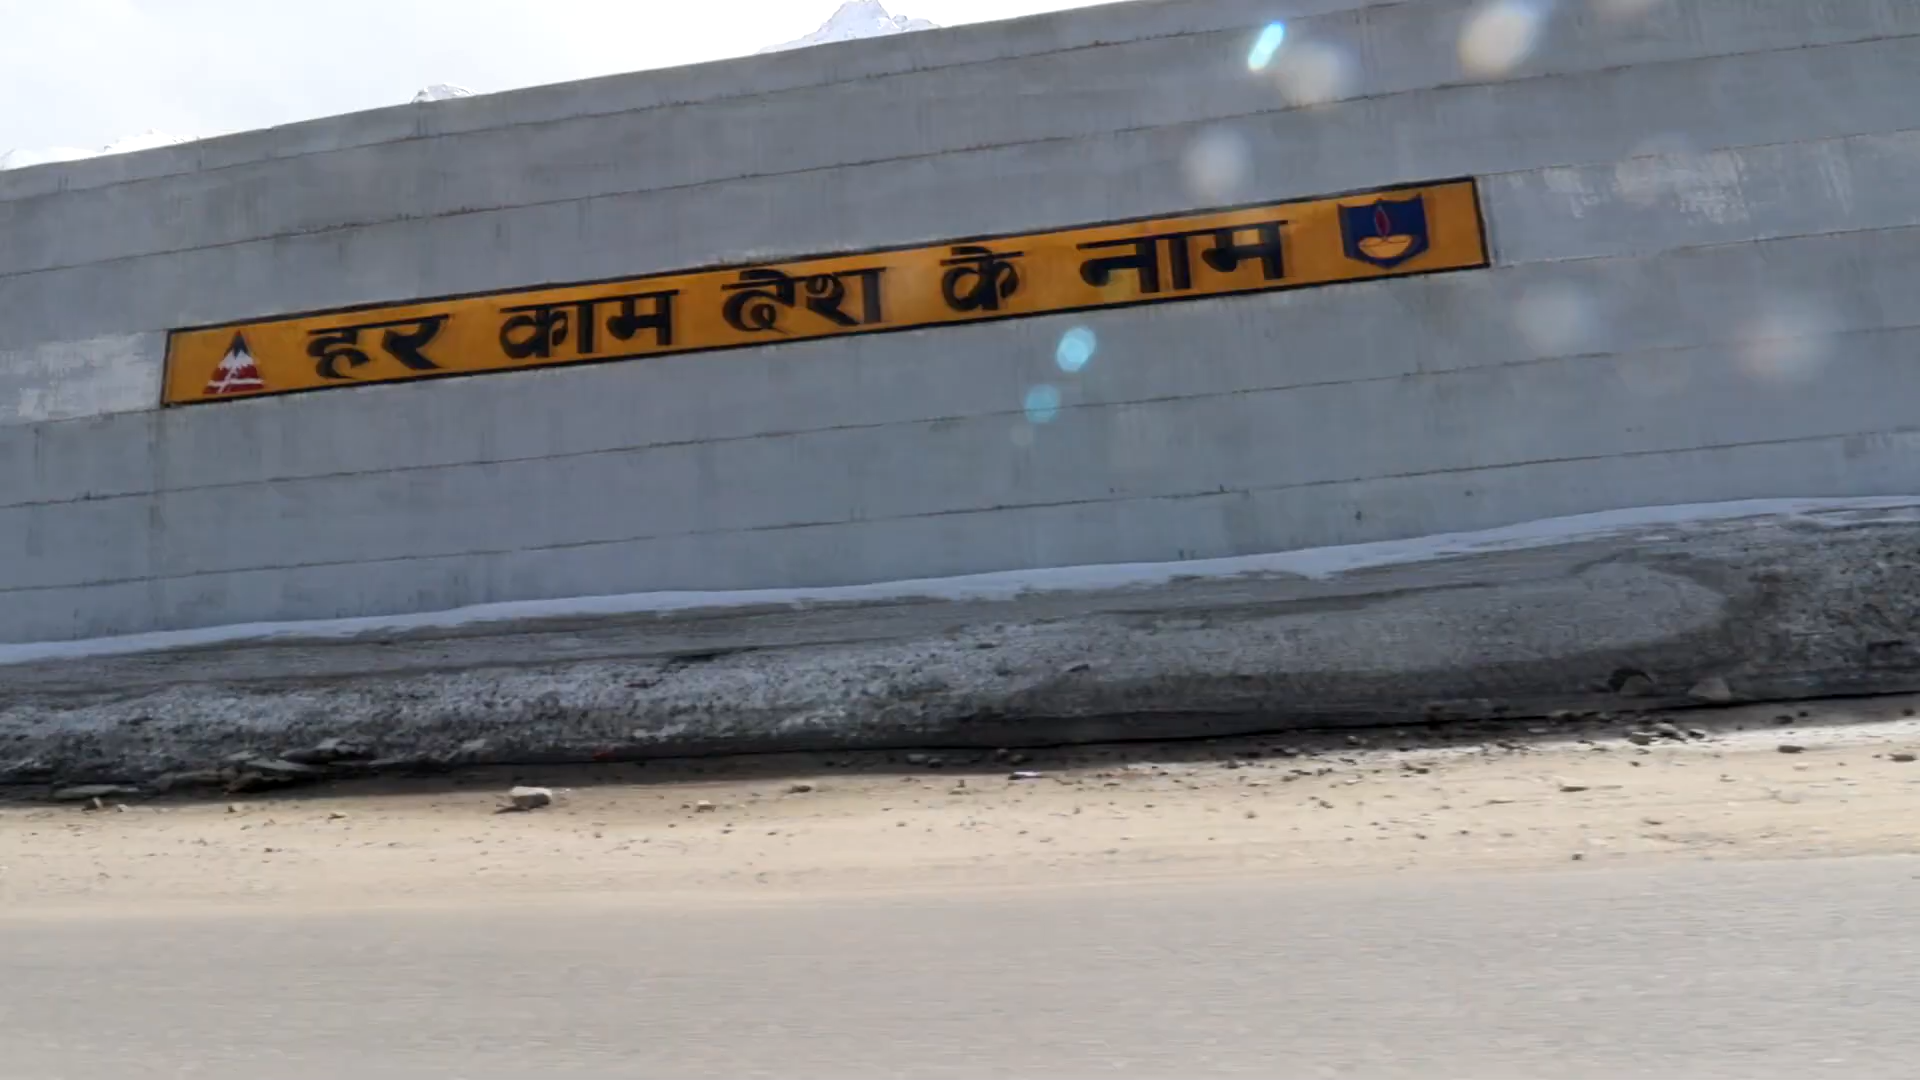 हर काम देश के नाम